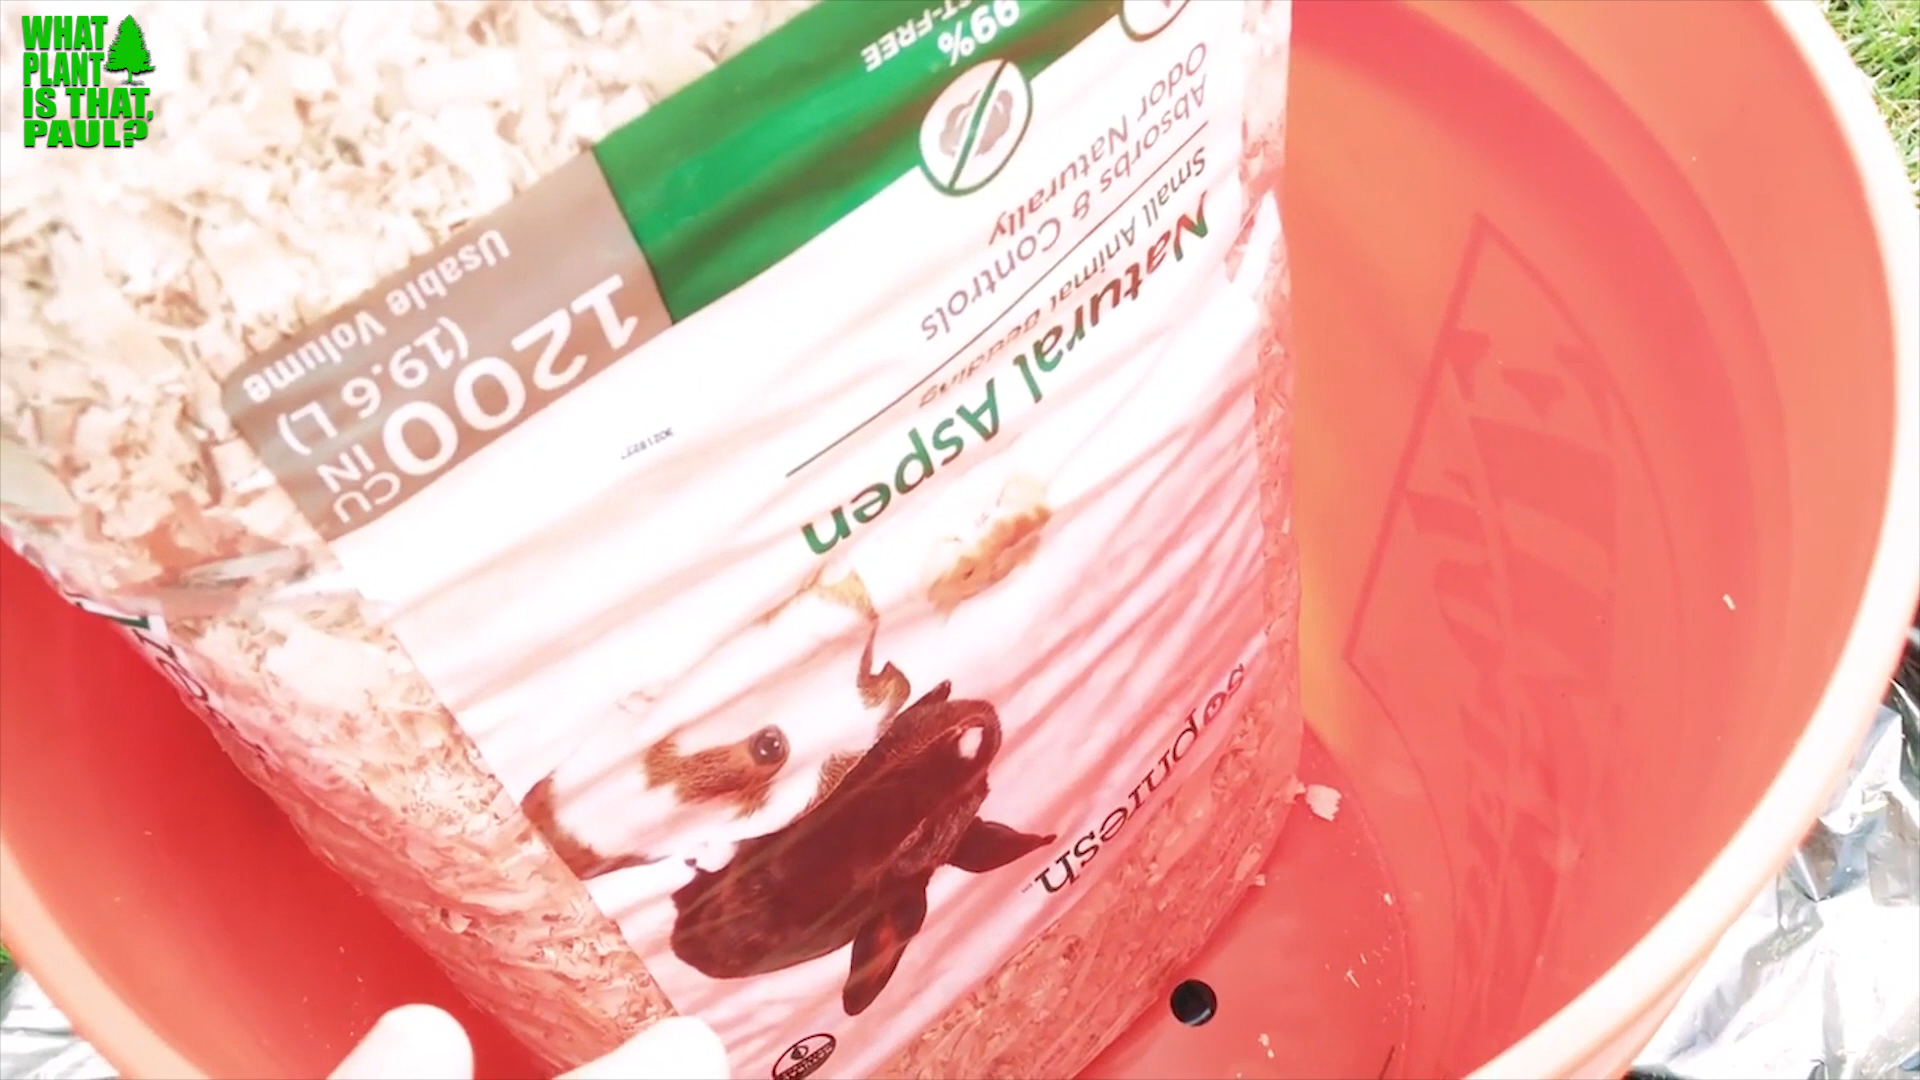 WHAT
PLANT
IS THAT,
PAUL?
so phresh
Natural Aspen
Small Animal Bedding
Absorbs & Controls
Odor Naturally
99%
1200 CU
IN
(19.6 L)
Usable Volume